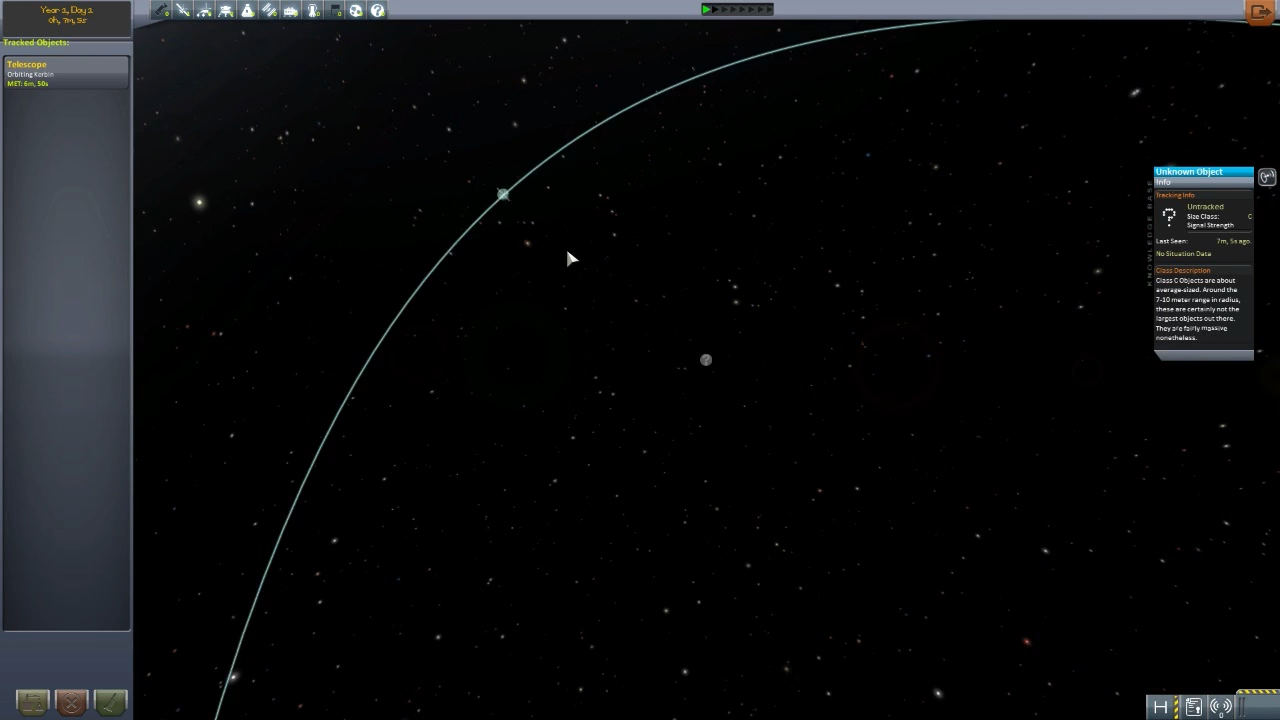 Year 1, Day 1
0h, 7m, 5s
Tracked Objects:
Telescope
Orbiting Kerbin
MET: 6m, 50s
Unknown Object
Info
KNOWLEDGE BASE
Tracking Info
?
Untracked
Size Class: C
Signal Strength
Last Seen: 7m, 5s ago.
No Situation Data
Class Description
Class C Objects are about
average-sized. Around the
7-10 meter range in radius,
these are certainly not the
largest objects out there.
They are fairly massive
nonetheless.
?
0